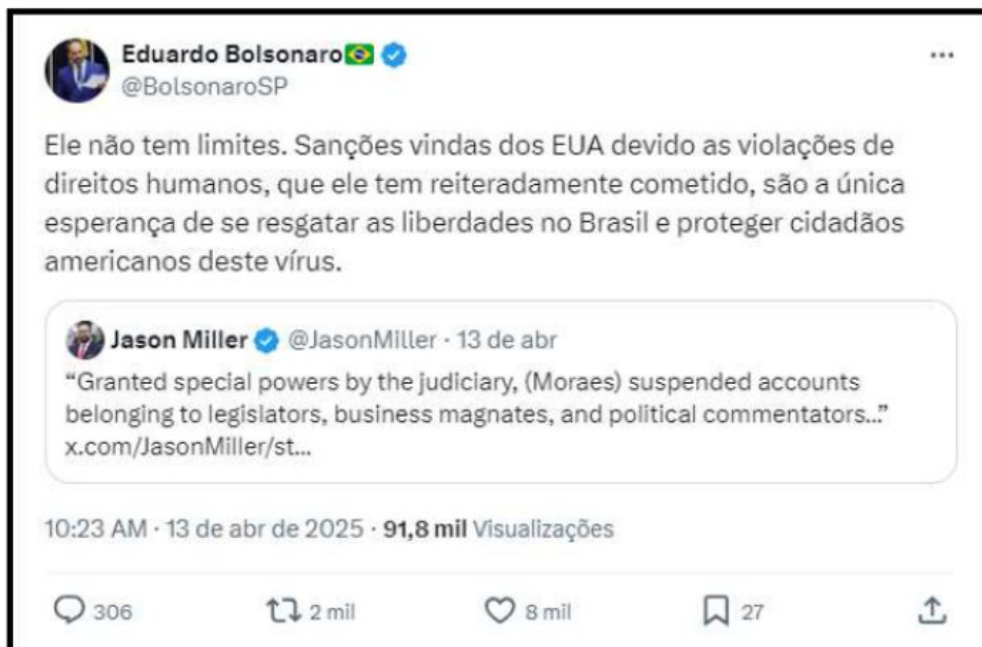 Eduardo Bolsonaro🇧🇷
@BolsonaroSP
Ele não tem limites. Sanções vindas dos EUA devido as violações de
direitos humanos, que ele tem reiteradamente cometido, são a única
esperança de se resgatar as liberdades no Brasil e proteger cidadãos
americanos deste vírus.
Jason Miller @JasonMiller · 13 de abr
“Granted special powers by the judiciary, (Moraes) suspended accounts
belonging to legislators, business magnates, and political commentators...”
x.com/JasonMiller/st...
10:23 AM · 13 de abr de 2025 · 91,8 mil Visualizações
306 2 mil 8 mil 27